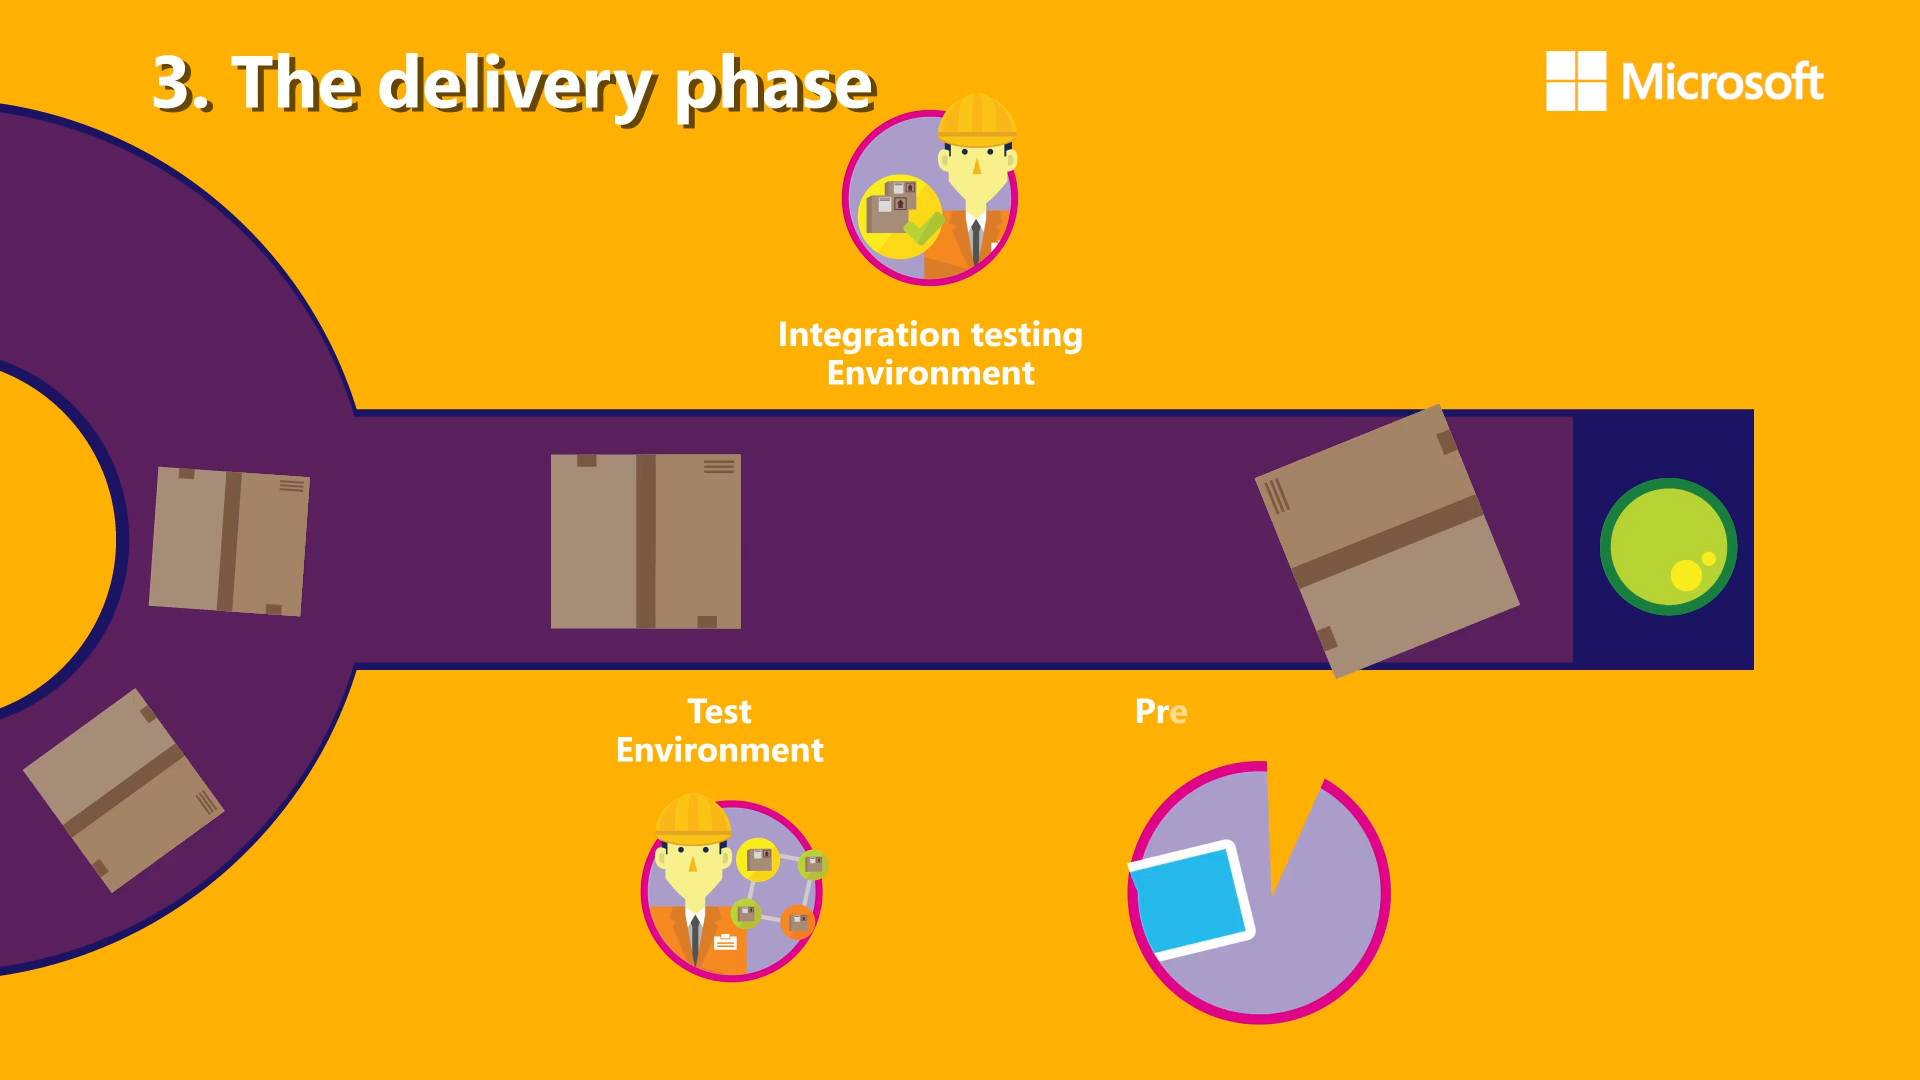 3. The delivery phase
Microsoft
Integration testing
Environment
Test
Environment
Pre